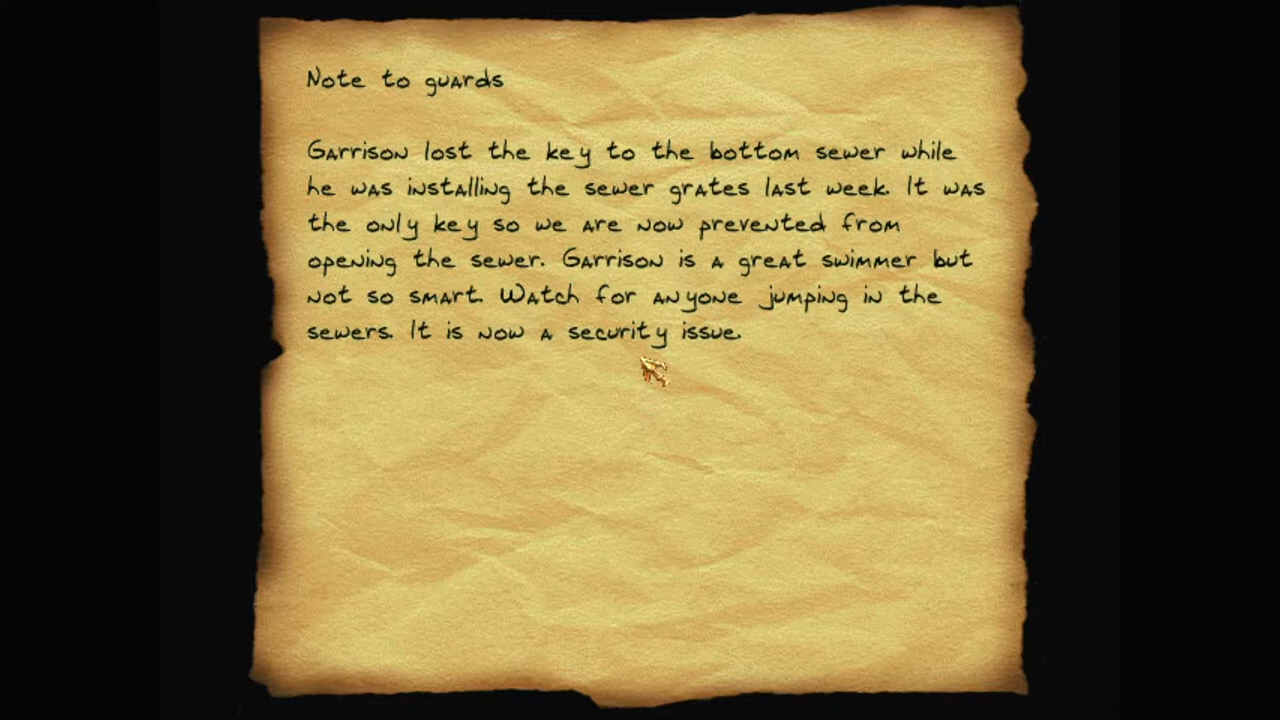 Note to guards
Garrison lost the key to the bottom sewer while
he was installing the sewer grates last week. It was
the only key so we are now prevented from
opening the sewer. Garrison is a great swimmer but
not so smart. Watch for anyone jumping in the
sewers. It is now a security issue.